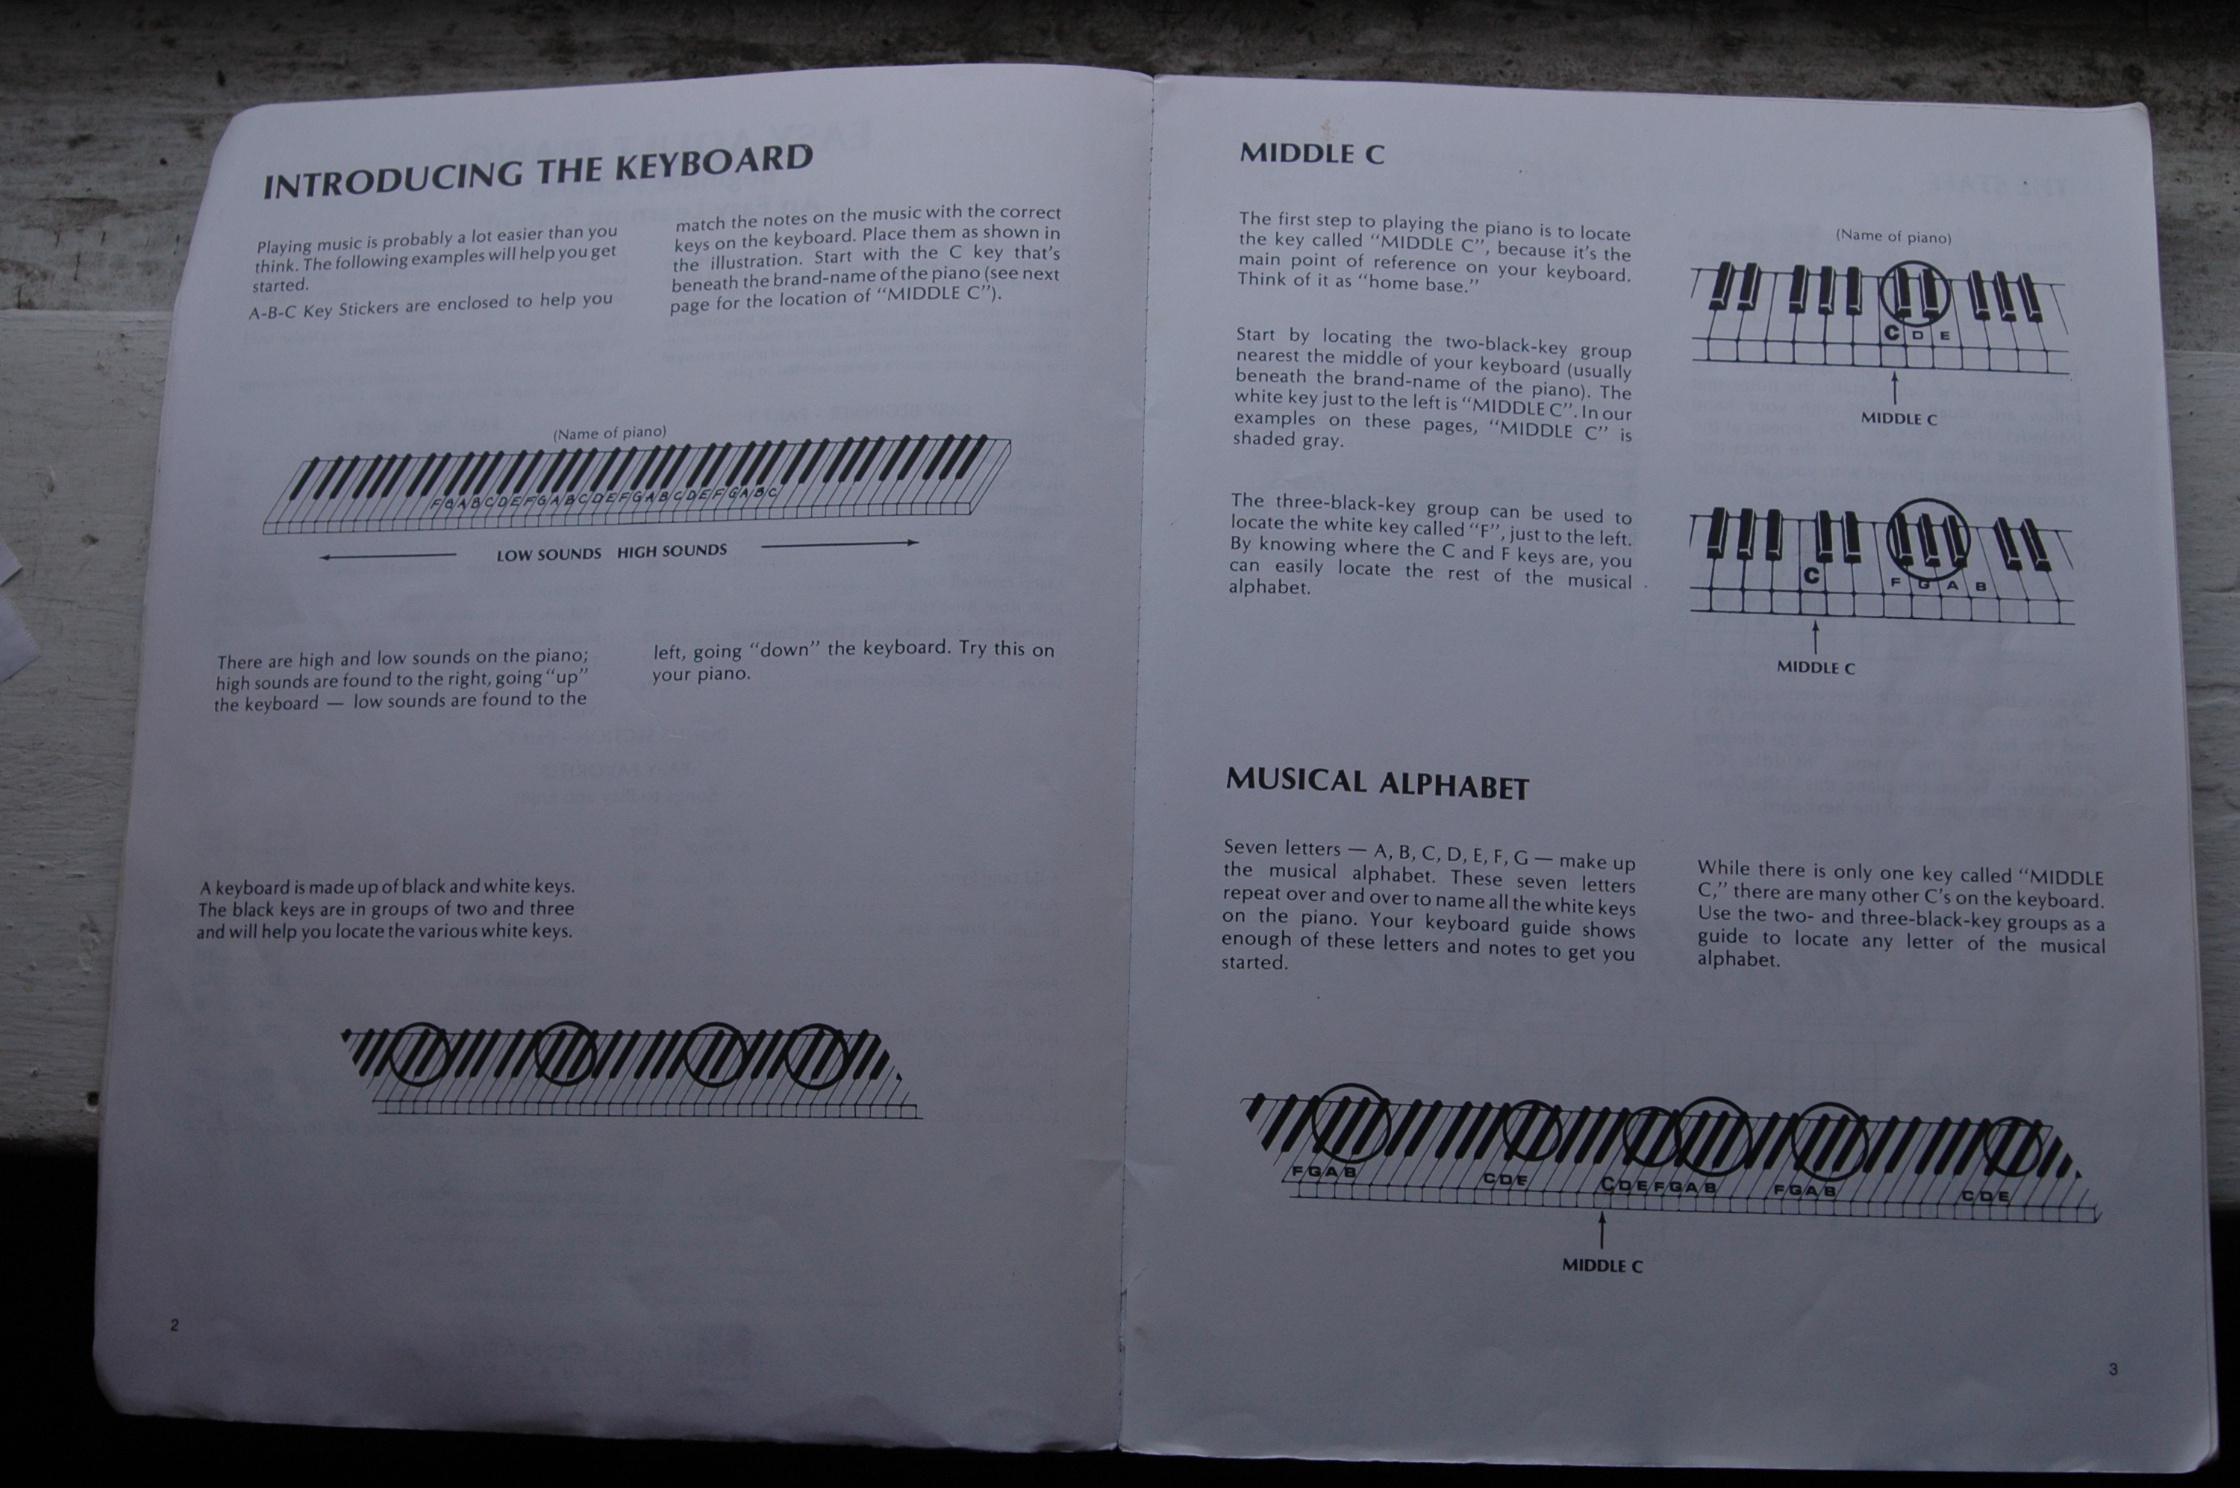 INTRODUCING THE KEYBOARD
Playing music is probably a lot easier than you
think. The following examples will help you get
started.
A-B-C Key Stickers are enclosed to help you
match the notes on the music with the correct
keys on the keyboard. Place them as shown in
the illustration. Start with the C key that's
beneath the brand-name of the piano (see next
page for the location of "MIDDLE C").
(Name of piano)
F G A B C D E F G A B C D E F G A B C D E F G A B C
LOW SOUNDS HIGH SOUNDS
There are high and low sounds on the piano;
high sounds are found to the right, going "up"
the keyboard — low sounds are found to the
left, going "down" the keyboard. Try this on
your piano.
A keyboard is made up of black and white keys.
The black keys are in groups of two and three
and will help you locate the various white keys.
2
MIDDLE C
The first step to playing the piano is to locate
the key called "MIDDLE C", because it's the
main point of reference on your keyboard.
Think of it as "home base."
Start by locating the two-black-key group
nearest the middle of your keyboard (usually
beneath the brand-name of the piano). The
white key just to the left is "MIDDLE C". In our
examples on these pages, "MIDDLE C" is
shaded gray.
The three-black-key group can be used to
locate the white key called "F", just to the left.
By knowing where the C and F keys are, you
can easily locate the rest of the musical
alphabet.
(Name of piano)
C D E
MIDDLE C
C F G A B
MIDDLE C
MUSICAL ALPHABET
Seven letters — A, B, C, D, E, F, G — make up
the musical alphabet. These seven letters
repeat over and over to name all the white keys
on the piano. Your keyboard guide shows
enough of these letters and notes to get you
started.
While there is only one key called "MIDDLE
C," there are many other C's on the keyboard.
Use the two- and three-black-key groups as a
guide to locate any letter of the musical
alphabet.
F G A B C D E C D E F G A B F G A B C D E
MIDDLE C
3